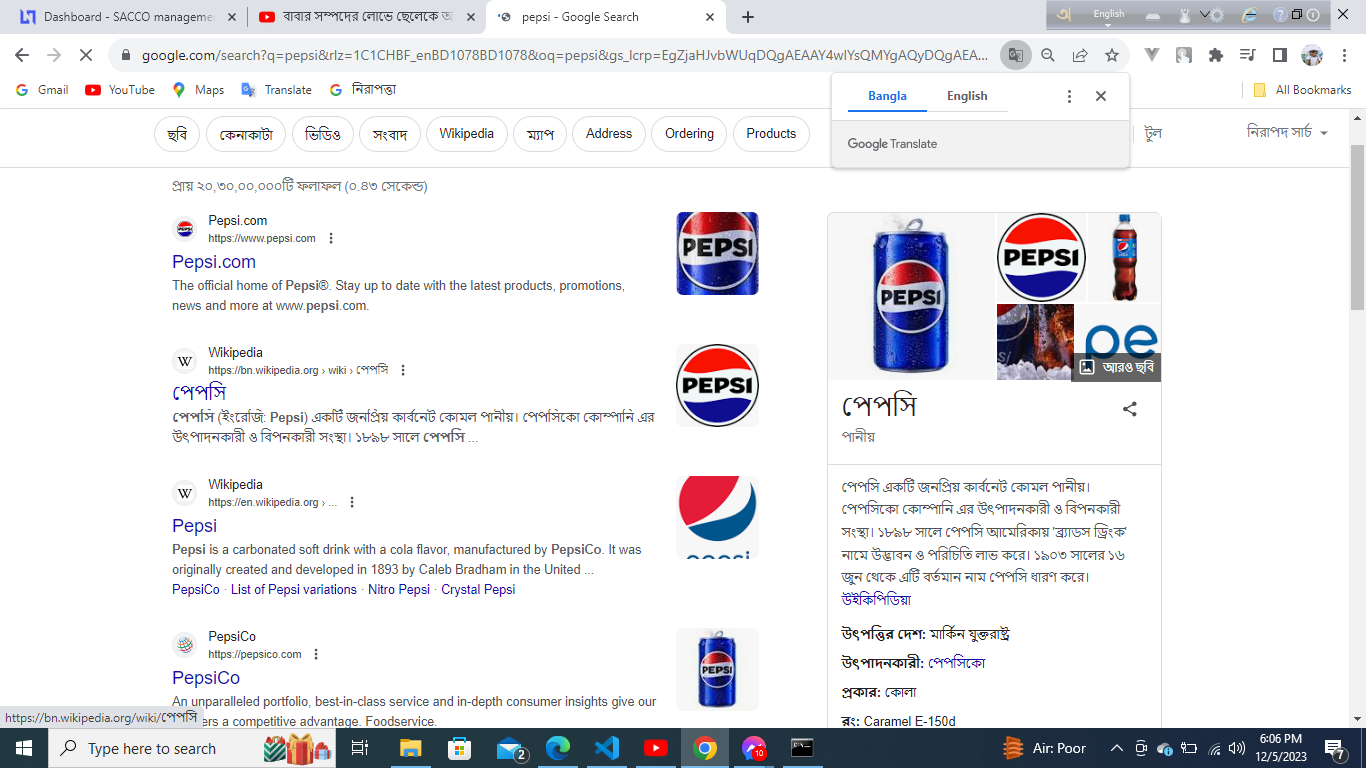 Dashboard - SACCO manageme
বাবার সম্পদের লোভে ছেলেকে অ
pepsi - Google Search
English
google.com/search?q=pepsi&rlz=1C1CHBF_enBD1078BD1078&oq=pepsi&gs_lcrp=EgZjaHJvbWUqDQgAEAAY4wIYsQMYgAQyDQgAEA...
Gmail
YouTube
Maps
Translate
নিরাপত্তা
All Bookmarks
Bangla
English
Google Translate
ছবি
কেনাকাটা
ভিডিও
সংবাদ
Wikipedia
ম্যাপ
Address
Ordering
Products
টুল
নিরাপদ সার্চ
প্রায় ২০,৩০,০০,০০০টি ফলাফল (০.৪৩ সেকেন্ড)
Pepsi.com
https://www.pepsi.com
Pepsi.com
The official home of Pepsi®. Stay up to date with the latest products, promotions,
news and more at www.pepsi.com.
PEPSI
Wikipedia
https://bn.wikipedia.org › wiki › পেপসি
পেপসি
পেপসি (ইংরেজি: Pepsi) একটি জনপ্রিয় কার্বনেট কোমল পানীয়। পেপসিকো কোম্পানি এর
উৎপাদনকারী ও বিপনকারী সংস্থা। ১৮৯৮ সালে পেপসি ...
PEPSI
Wikipedia
https://en.wikipedia.org › ...
Pepsi
Pepsi is a carbonated soft drink with a cola flavor, manufactured by PepsiCo. It was
originally created and developed in 1893 by Caleb Bradham in the United ...
PepsiCo · List of Pepsi variations · Nitro Pepsi · Crystal Pepsi
pepsi
PepsiCo
https://pepsico.com
PepsiCo
An unparalleled portfolio, best-in-class service and in-depth consumer insights give our
ers a competitive advantage. Foodservice.
PEPSI
https://bn.wikipedia.org/wiki/পেপসি
PEPSI
PEPSI
pe
আরও ছবি
পেপসি
পানীয়
পেপসি একটি জনপ্রিয় কার্বনেট কোমল পানীয়।
পেপসিকো কোম্পানি এর উৎপাদনকারী ও বিপনকারী
সংস্থা। ১৮৯৮ সালে পেপসি আমেরিকায় 'ব্র্যাডস ড্রিংক'
নামে উদ্ভাবন ও পরিচিতি লাভ করে। ১৯০৩ সালের ১৬
জুন থেকে এটি বর্তমান নাম পেপসি ধারণ করে।
উইকিপিডিয়া
উৎপত্তির দেশ: মার্কিন যুক্তরাষ্ট্র
উৎপাদনকারী: পেপসিকো
প্রকার: কোলা
রং: Caramel E-150d
Type here to search
2
10
Air: Poor
6:06 PM
12/5/2023
7